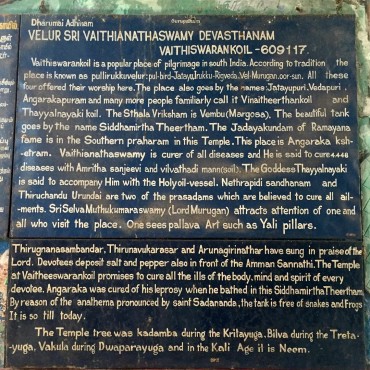 Dharumai Adhinam
Gurupatham
VELUR SRI VAITHIANATHASWAMY DEVASTHANAM
VAITHISWARANKOIL - 609117.
Vaithiswarankoil is a popular place of pilgrimage in south India. According to tradition the
place is known as pullirukkuvelur: pul-bird-Jatayu, Irukku-Rigveda, Vel-Murugan, oor-sun. All these
four offered their worship here. The place also goes by the names: Jatayupuri, Vedapuri,
Angarakapuram and many more people familiarly call it Vinaitheerthankoil and
Thayyalnayaki koil. The Sthala Vriksham is Vembu(Margosa). The beautiful tank
goes by the name Siddhamirtha Theertham. The Jadayakundam of Ramayana
fame is in the Southern praharam in this Temple. This place is Angaraka ksh-
etram. Vaithianathaswamy is curer of all diseases and He is said to cure 4448
diseases with Amritha sanjeevi and vilvathadi mann(soil). The Goddess Thayyalnayaki
is said to accompany Him with the Holy oil-vessel. Nethrapidi sandhanam and
Thiruchandu Urundai are two of the prasadams which are believed to cure all ail-
ments. Sri Selva Muthukumaraswamy (Lord Murugan) attracts attention of one and
all who visit the place. One sees pallava Art such as Yali pillars.
Thirugnanasambandar, Thirunavukarasar and Arunagirinathar have sung in praise of the
Lord. Devotees deposit salt and pepper also in front of the Amman Sannathi. The Temple
at Vaitheeswarankoil promises to cure all the ills of the body, mind and spirit of every
devotee. Angaraka was cured of his leprosy when he bathed in this Siddhamirtha Theertham.
By reason of the anathema pronounced by saint Sadananda, the tank is free of snakes and Frogs
It is so till today.
The Temple tree was kadamba during the Kritayuga, Bilva during the Treta-
yuga, Vakula during Dwaparayuga and in the Kali Age it is Neem.